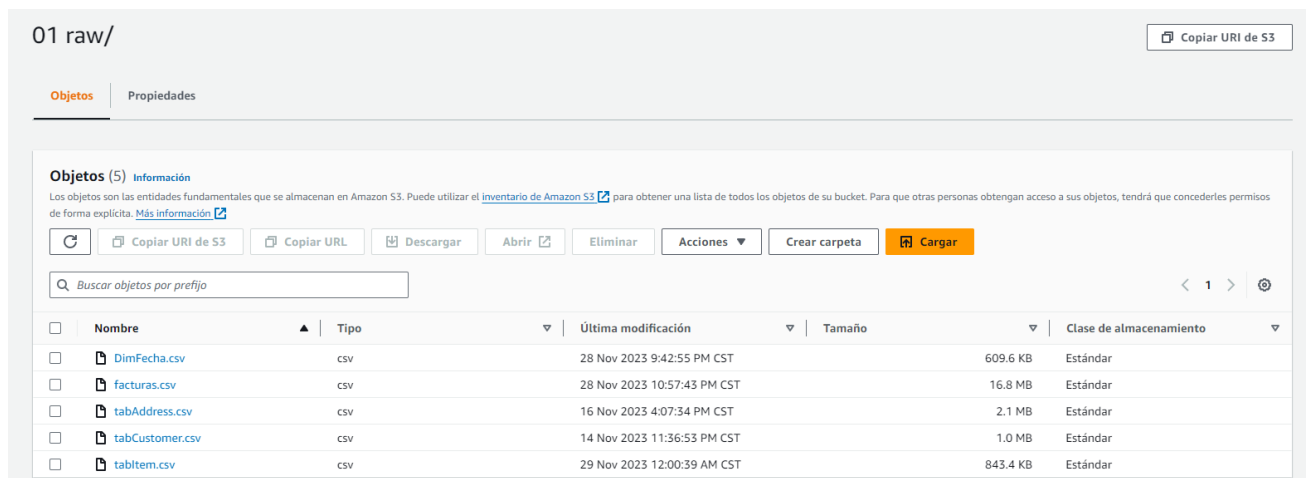 01 raw/
Copiar URI de S3
Objetos Propiedades
Objetos (5) Información
Los objetos son las entidades fundamentales que se almacenan en Amazon S3. Puede utilizar el inventario de Amazon S3 para obtener una lista de todos los objetos de su bucket. Para que otras personas obtengan acceso a sus objetos, tendrá que concederles permisos
de forma explícita. Más información
Copiar URI de S3 Copiar URL Descargar Abrir Eliminar Acciones Crear carpeta Cargar
Buscar objetos por prefijo 1
Nombre Tipo Última modificación Tamaño Clase de almacenamiento
DimFecha.csv csv 28 Nov 2023 9:42:55 PM CST 609.6 KB Estándar
facturas.csv csv 28 Nov 2023 10:57:43 PM CST 16.8 MB Estándar
tabAddress.csv csv 16 Nov 2023 4:07:34 PM CST 2.1 MB Estándar
tabCustomer.csv csv 14 Nov 2023 11:36:53 PM CST 1.0 MB Estándar
tabItem.csv csv 29 Nov 2023 12:00:39 AM CST 843.4 KB Estándar